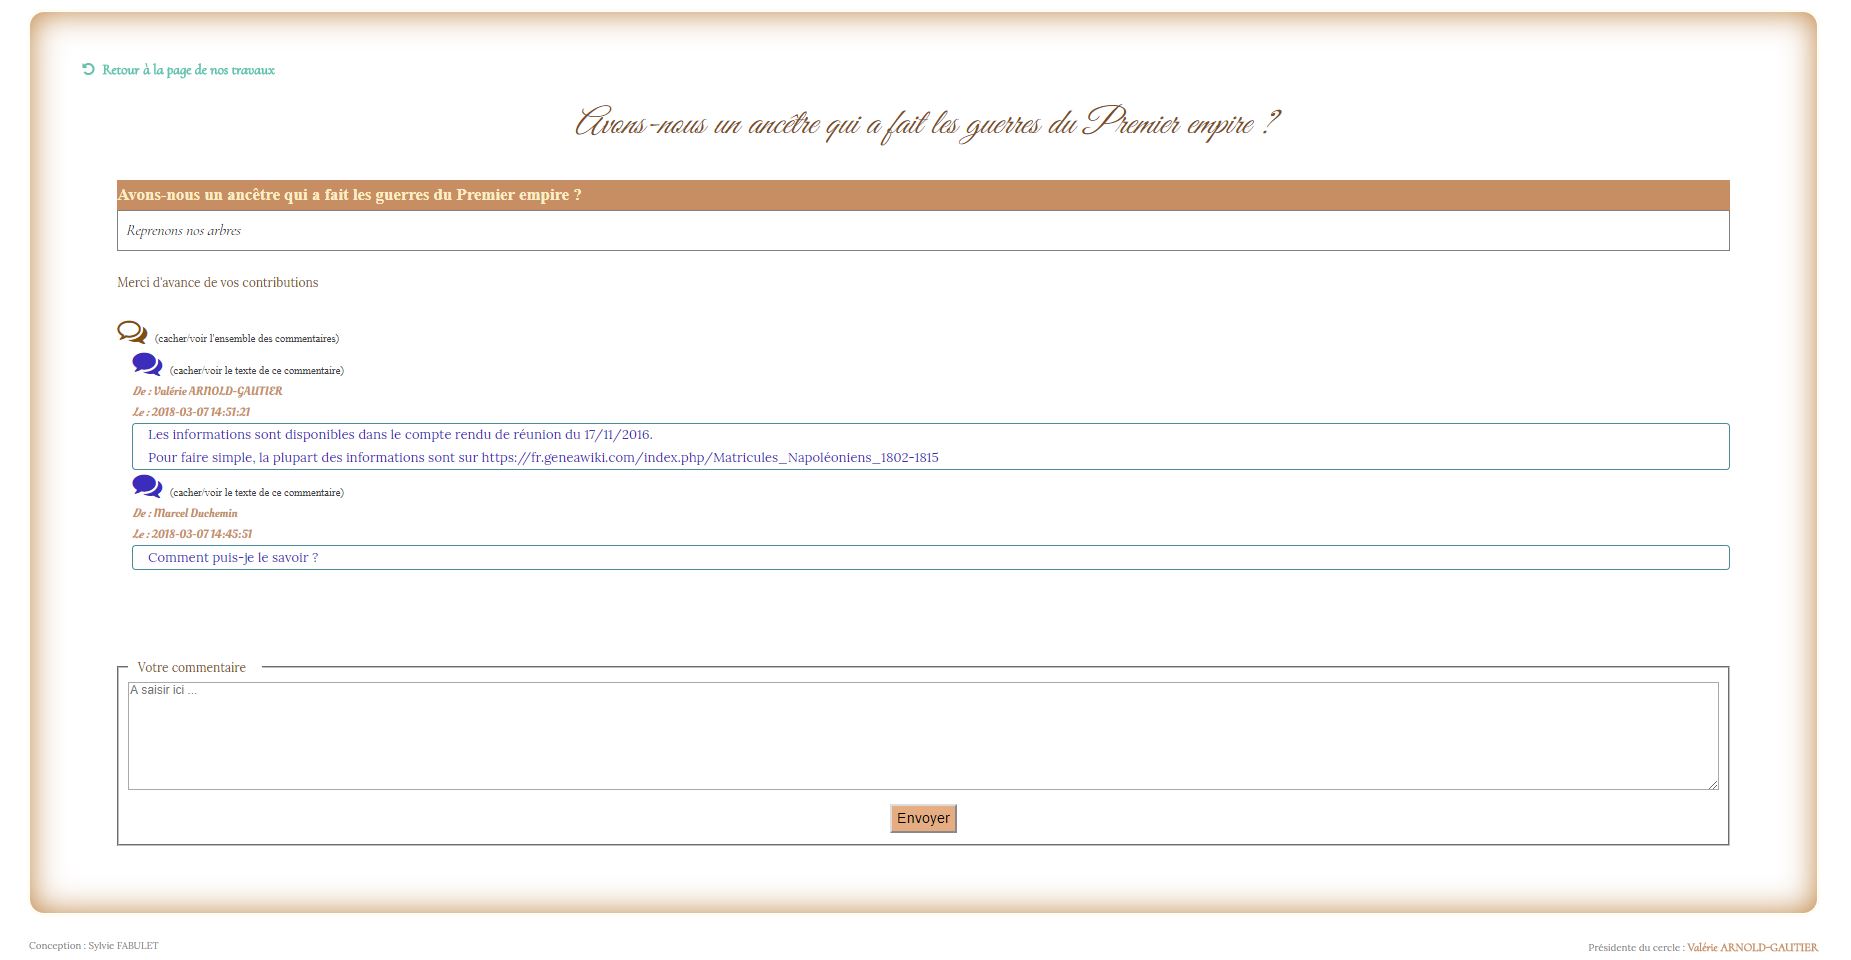 Retour à la page de nos travaux
Avons-nous un ancêtre qui a fait les guerres du Premier empire ?
Avons-nous un ancêtre qui a fait les guerres du Premier empire ?
Reprenons nos arbres
Merci d'avance de vos contributions
(cacher/voir l'ensemble des commentaires)
(cacher/voir le texte de ce commentaire)
De : Valérie ARNOLD-GAUTIER
Le : 2018-03-07 14:51:21
Les informations sont disponibles dans le compte rendu de réunion du 17/11/2016.
Pour faire simple, la plupart des informations sont sur https://fr.geneawiki.com/index.php/Matricules_Napoléoniens_1802-1815
(cacher/voir le texte de ce commentaire)
De : Marcel Duchemin
Le : 2018-03-07 14:45:51
Comment puis-je le savoir ?
Votre commentaire
A saisir ici ...
Envoyer
Conception : Sylvie FABULET
Présidente du cercle : Valérie ARNOLD-GAUTIER